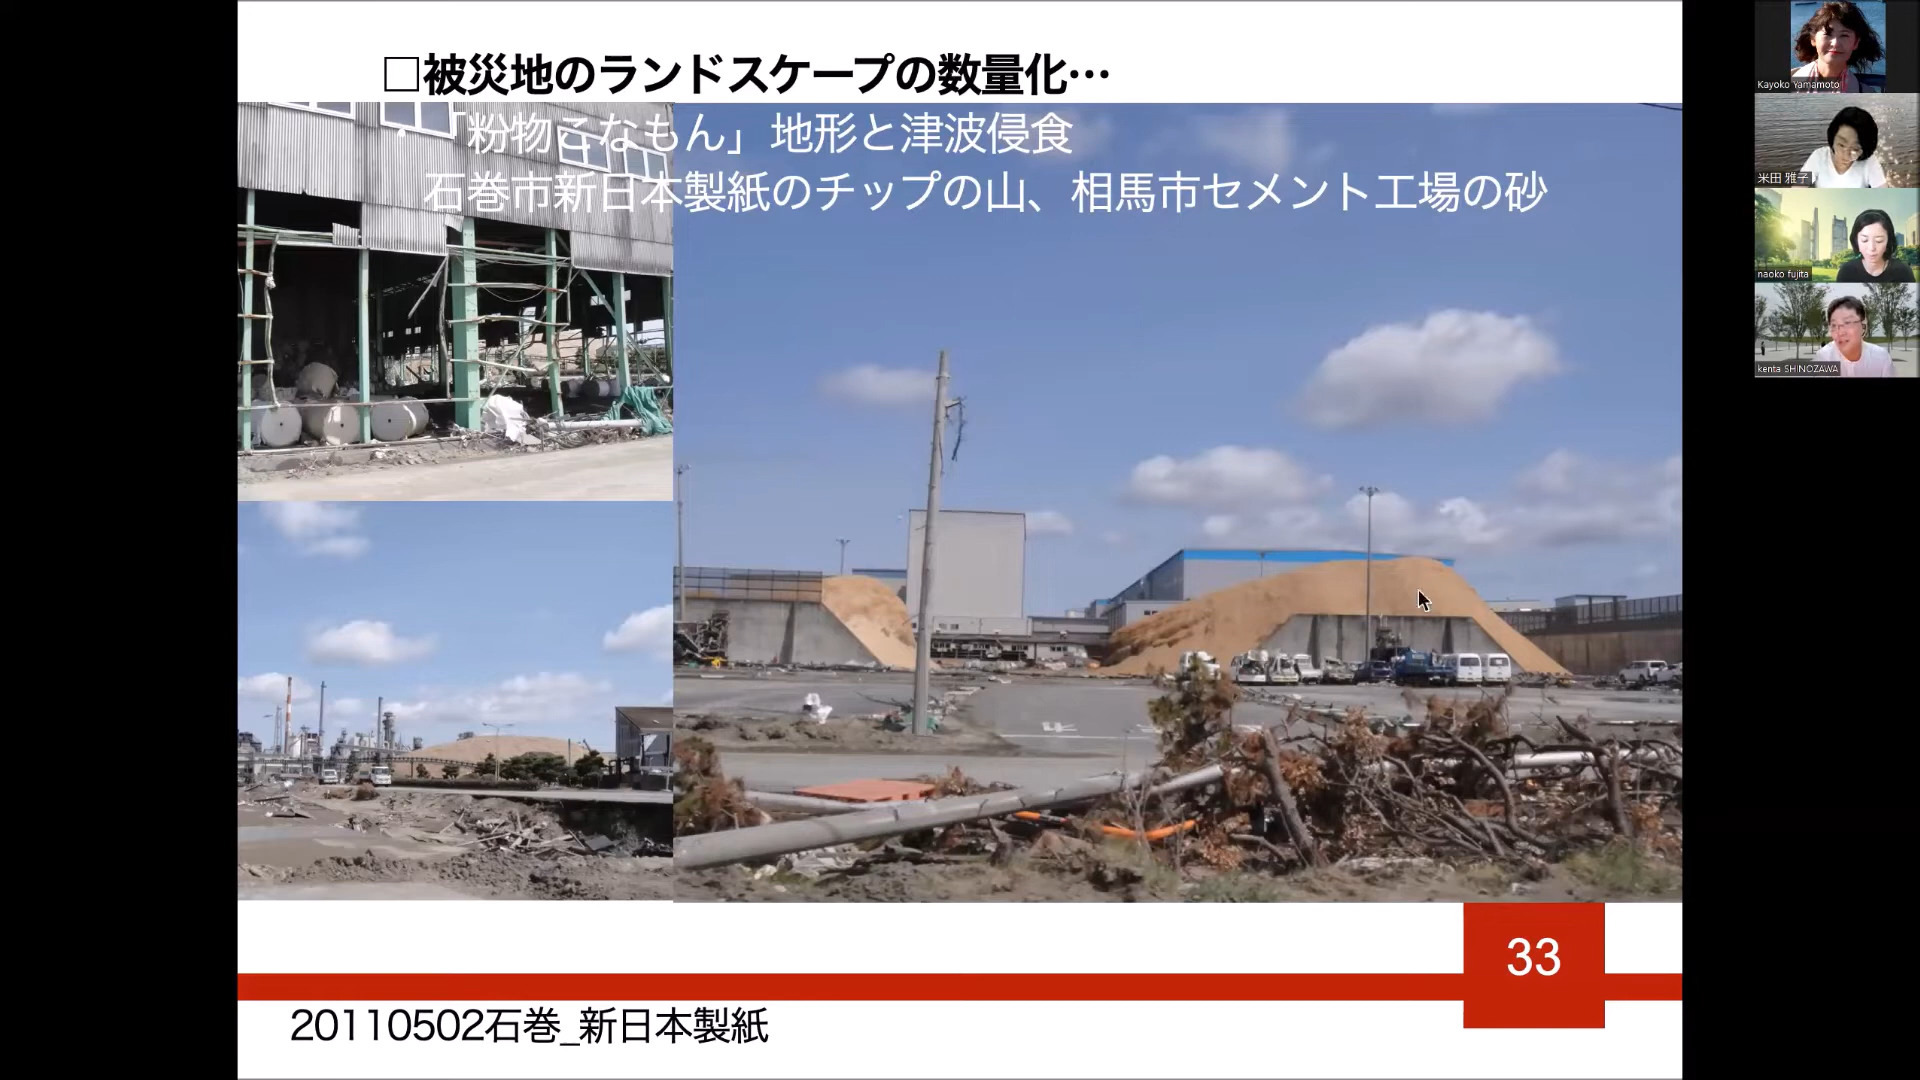 □被災地のランドスケープの数量化…
・「粉物こなもん」地形と津波侵食
石巻市新日本製紙のチップの山、相馬市セメント工場の砂
33
20110502石巻_新日本製紙
Kayoko Yamamoto
米田 雅子
naoko fujita
kenta SHINOZAWA